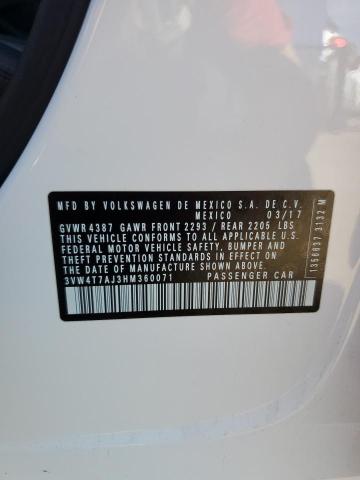 MFD BY VOLKSWAGEN DE MEXICO S.A. DE C.V.
MEXICO 03/17
GVWR 4387 GAWR FRONT 2293 / REAR 2205 LBS
THIS VEHICLE CONFORMS TO ALL APPLICABLE U.S.
FEDERAL MOTOR VEHICLE SAFETY, BUMPER AND
THEFT PREVENTION STANDARDS IN EFFECT ON
THE DATE OF MANUFACTURE SHOWN ABOVE.
3VW4T7AJ3HM360071 PASSENGER CAR
1356637 3132 M